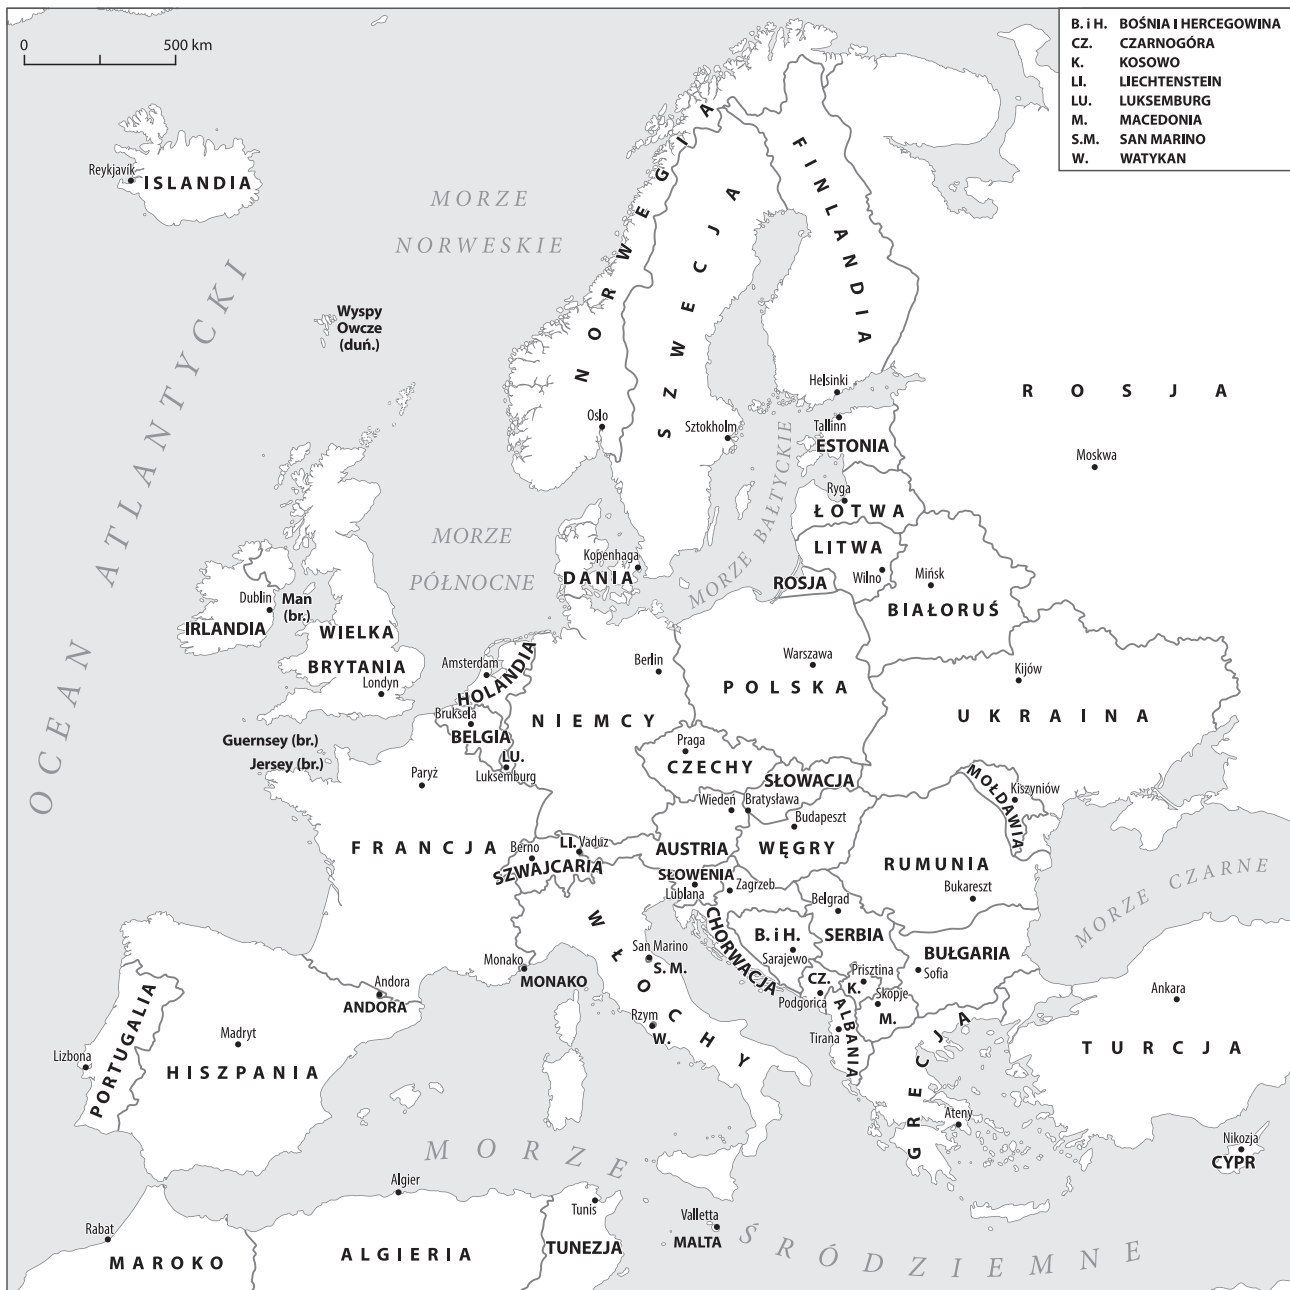 0 500 km
B. i H. BOŚNIA I HERCEGOWINA
CZ. CZARNOGÓRA
K. KOSOWO
LI. LIECHTENSTEIN
LU. LUKSEMBURG
M. MACEDONIA
S.M. SAN MARINO
W. WATYKAN
Reykjavík
ISLANDIA
MORZE
NORWESKIE
NORWEGIA
SZWECJA
FINLANDIA
OCEAN ATLANTYCKI
Wyspy
Owcze
(duń.)
Helsinki
ROSJA
Oslo
Sztokholm
Tallinn
ESTONIA
Moskwa
MORZE BAŁTYCKIE
Ryga
ŁOTWA
MORZE
PÓŁNOCNE
Kopenhaga
DANIA
LITWA
Wilno
ROSJA
Mińsk
BIAŁORUŚ
Dublin
IRLANDIA
Man
(br.)
WIELKA
BRYTANIA
Londyn
Amsterdam
HOLANDIA
Berlin
Warszawa
POLSKA
Kijów
UKRAINA
Bruksela
BELGIA
NIEMCY
Guernsey (br.)
Jersey (br.)
LU.
Luksemburg
Praga
CZECHY
SŁOWACJA
MOŁDAWIA
Kiszyniów
Paryż
FRANCJA
Wiedeń
Bratysława
Budapeszt
Berno
LI. Vaduz
SZWAJCARIA
AUSTRIA
WĘGRY
RUMUNIA
Bukareszt
SŁOWENIA
Lublana
Zagrzeb
Belgrad
MORZE CZARNE
WŁOCHY
CHORWACJA
B. i H.
Sarajewo
SERBIA
BUŁGARIA
Sofia
San Marino
S. M.
Monako
MONAKO
Andora
ANDORA
CZ.
Podgorica
Prisztina
K.
Skopje
M.
Ankara
TURCJA
PORTUGALIA
Lizbona
Madryt
HISZPANIA
Rzym
W.
Tirana
ALBANIA
GRECJA
Ateny
Nikozja
CYPR
MORZE
ŚRÓDZIEMNE
Algier
ALGIERIA
Tunis
TUNEZJA
Valletta
MALTA
Rabat
MAROKO